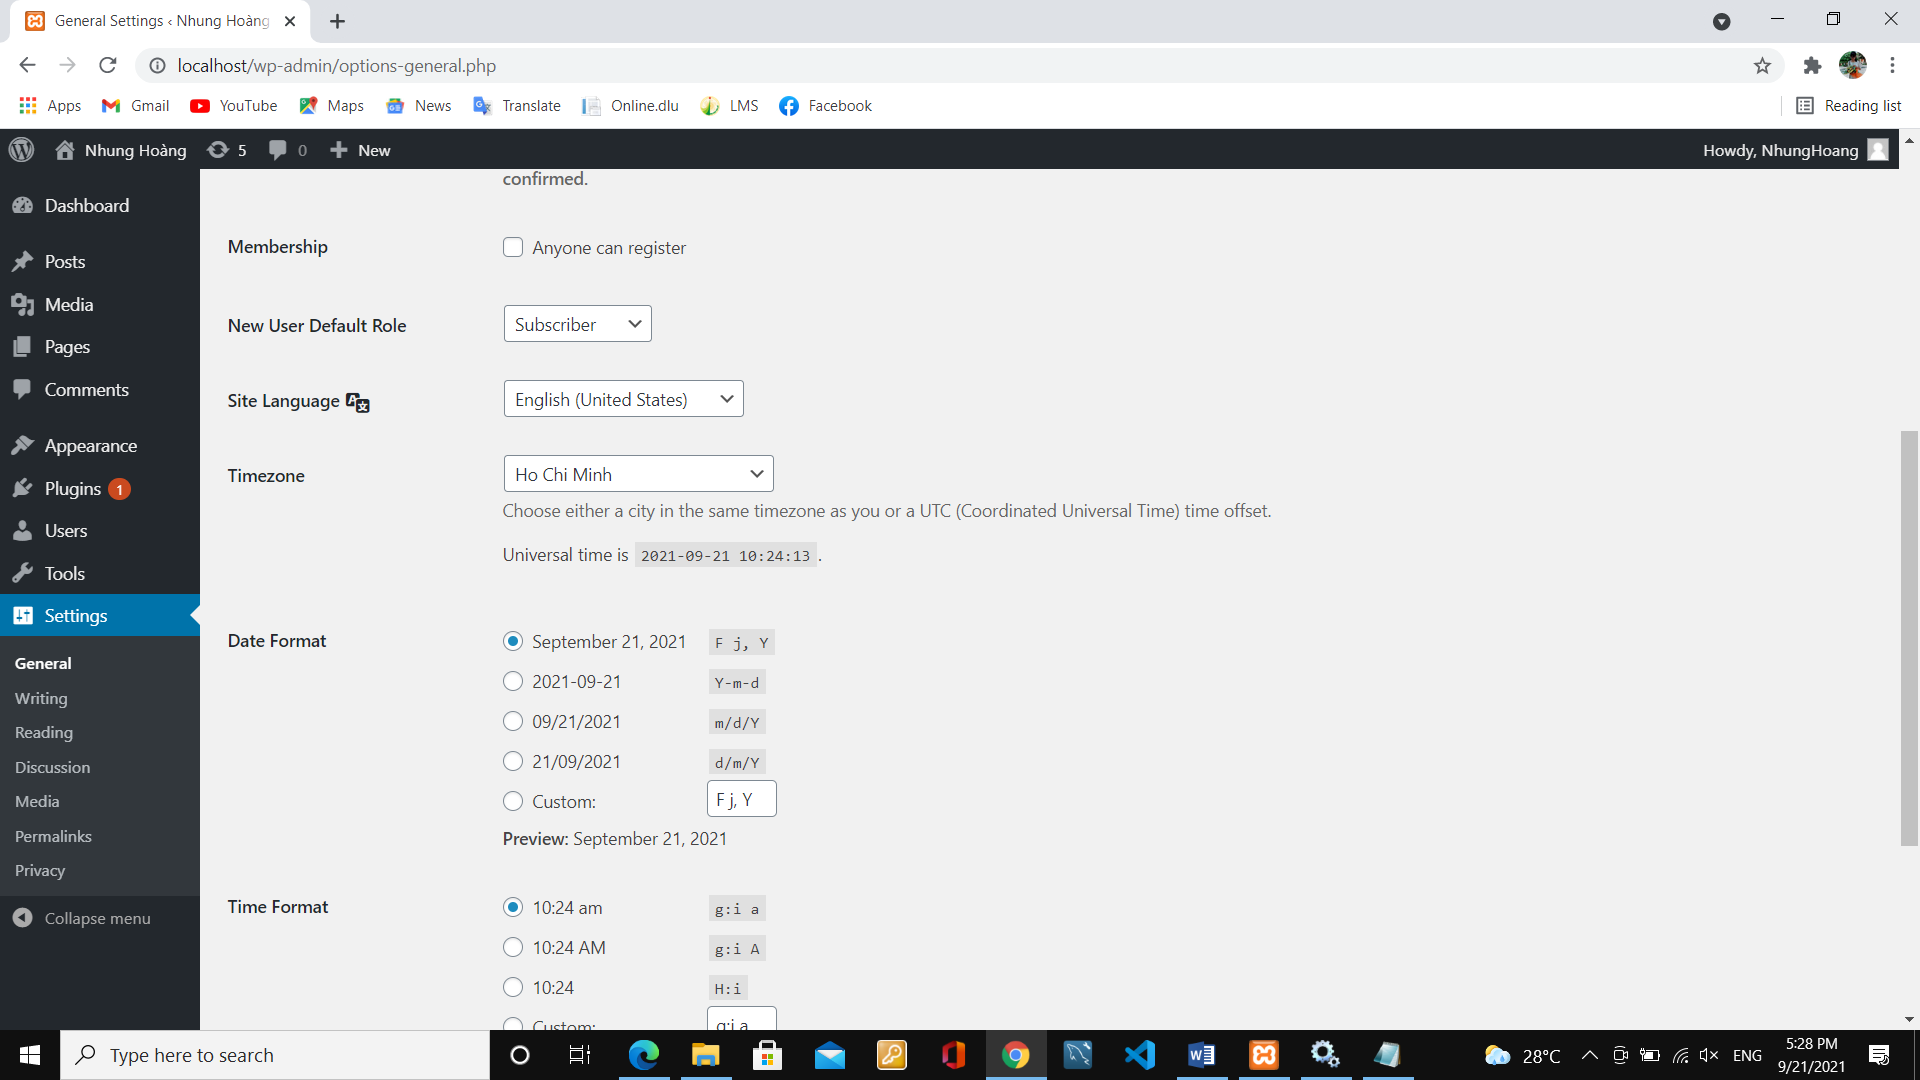 General Settings ‹ Nhung Hoàng
localhost/wp-admin/options-general.php
Apps Gmail YouTube Maps News Translate Online.dlu LMS Facebook Reading list
Nhung Hoàng 5 0 New Howdy, NhungHoang
Dashboard
Posts
Media
Pages
Comments
Appearance
Plugins 1
Users
Tools
Settings
General
Writing
Reading
Discussion
Media
Permalinks
Privacy
Collapse menu
confirmed.
Membership Anyone can register
New User Default Role Subscriber
Site Language English (United States)
Timezone Ho Chi Minh
Choose either a city in the same timezone as you or a UTC (Coordinated Universal Time) time offset.
Universal time is 2021-09-21 10:24:13 .
Date Format September 21, 2021 F j, Y
2021-09-21 Y-m-d
09/21/2021 m/d/Y
21/09/2021 d/m/Y
Custom: F j, Y
Preview: September 21, 2021
Time Format 10:24 am g:i a
10:24 AM g:i A
10:24 H:i
Custom: g:i a
Type here to search
28°C ENG
5:28 PM
9/21/2021